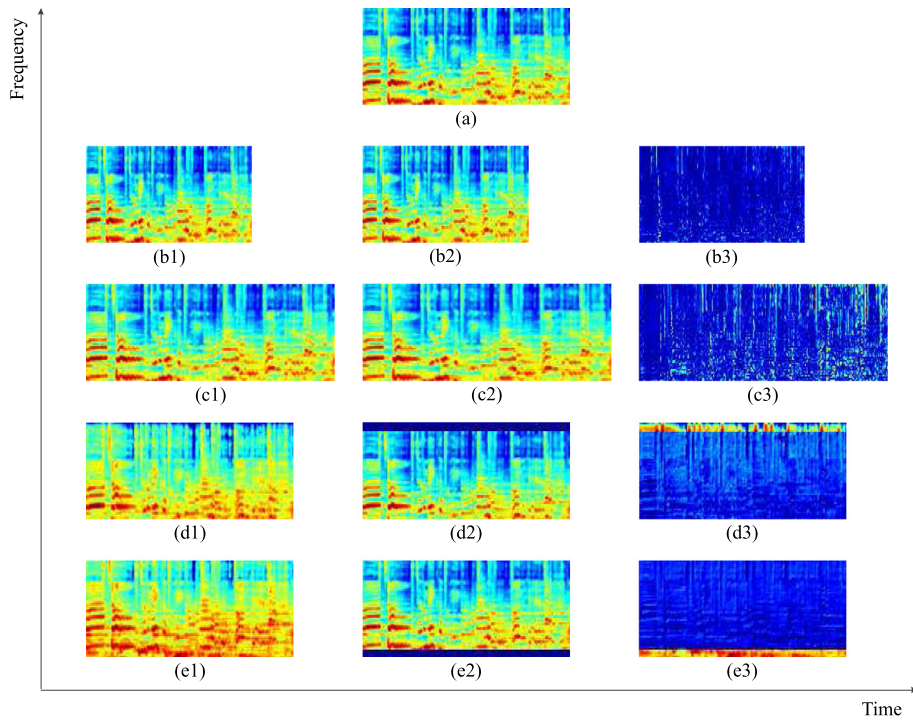 Frequency
(a)
(b1) (b2) (b3)
(c1) (c2) (c3)
(d1) (d2) (d3)
(e1) (e2) (e3)
Time